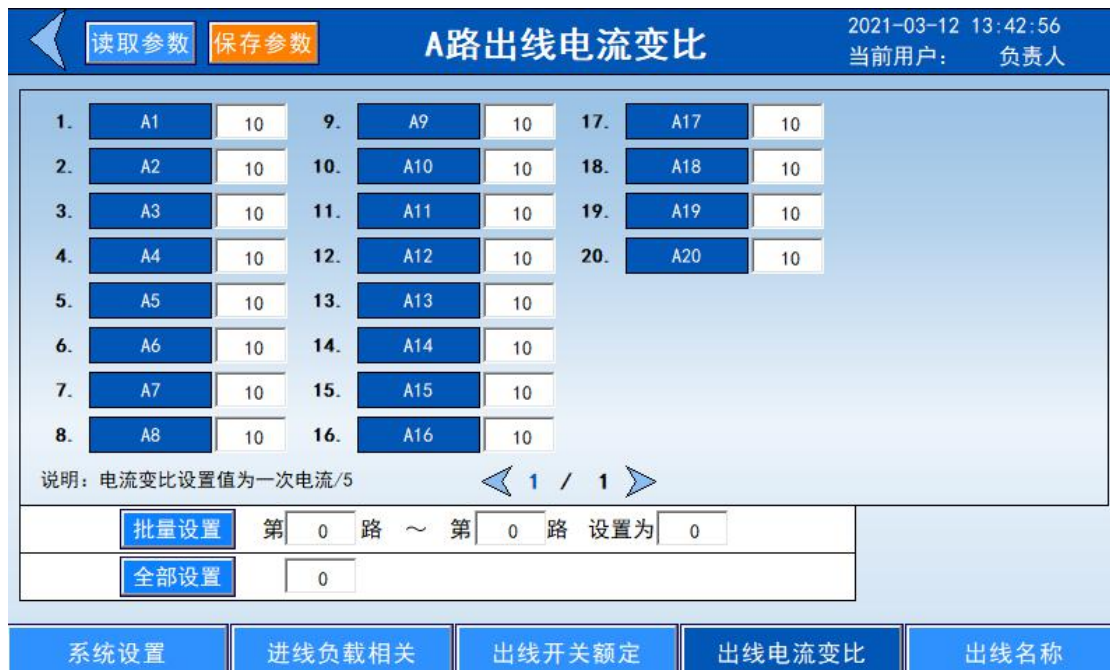 读取参数 保存参数 A路出线电流变比 2021-03-12 13:42:56
当前用户: 负责人
1. A1 10 9. A9 10 17. A17 10
2. A2 10 10. A10 10 18. A18 10
3. A3 10 11. A11 10 19. A19 10
4. A4 10 12. A12 10 20. A20 10
5. A5 10 13. A13 10
6. A6 10 14. A14 10
7. A7 10 15. A15 10
8. A8 10 16. A16 10
说明: 电流变比设置值为一次电流/5 1 / 1
批量设置 第 0 路 ~ 第 0 路 设置为 0
全部设置 0
系统设置 进线负载相关 出线开关额定 出线电流变比 出线名称